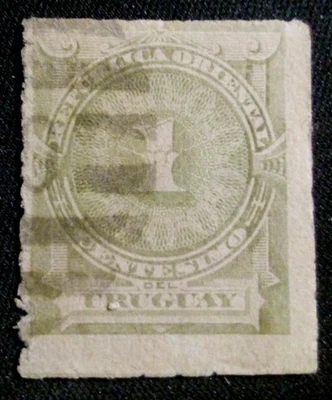 REPUBLICA ORIENTAL
1
CENTESIMO
DEL
URUGUAY